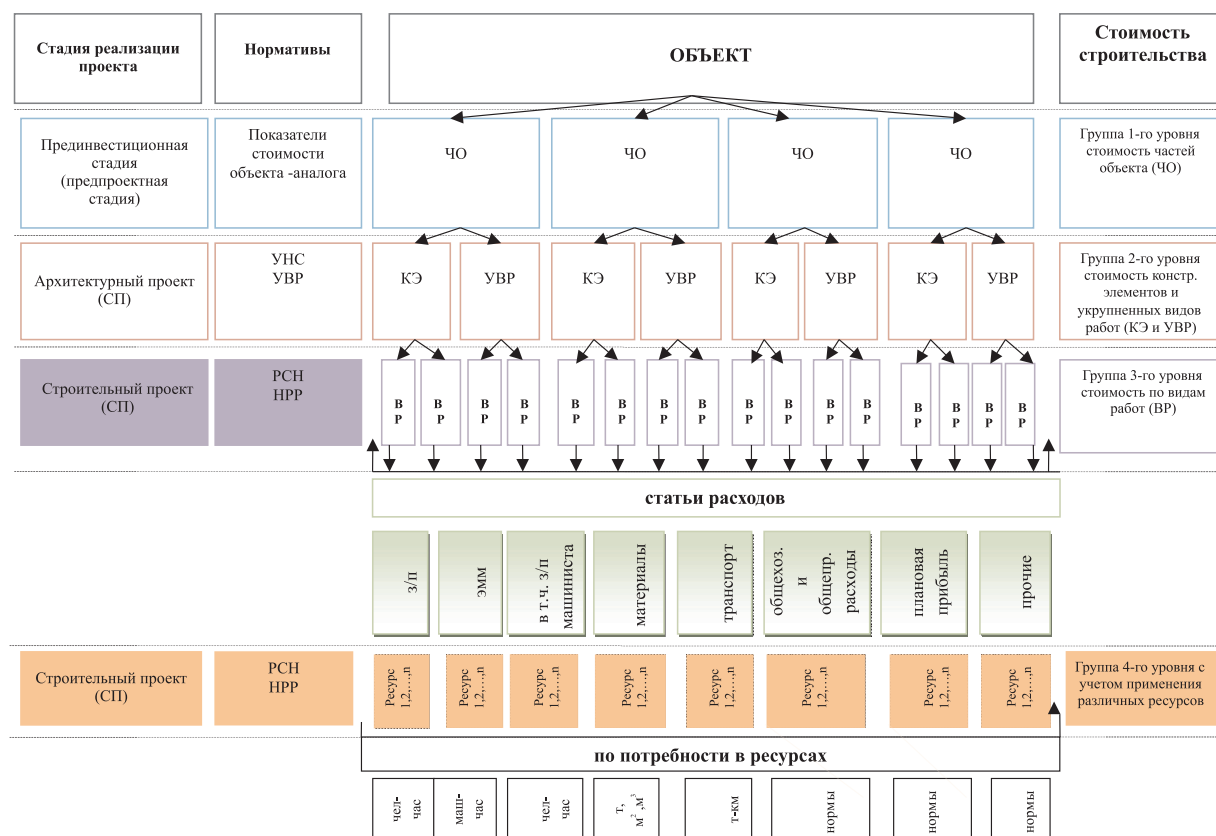 Стадия реализации
проекта
Нормативы
ОБЪЕКТ
Стоимость
строительства
Прединвестиционная
стадия
(предпроектная
стадия)
Показатели
стоимости
объекта -аналога
ЧО
ЧО
ЧО
ЧО
Группа 1-го уровня
стоимость частей
объекта (ЧО)
Архитектурный проект
(СП)
УНС
УВР
КЭ
УВР
КЭ
УВР
КЭ
УВР
КЭ
УВР
Группа 2-го уровня
стоимость констр.
элементов и
укрупненных видов
работ (КЭ и УВР)
Строительный проект
(СП)
РСН
НРР
В
Р
В
Р
В
Р
В
Р
В
Р
В
Р
В
Р
В
Р
В
Р
В
Р
В
Р
В
Р
В
Р
В
Р
В
Р
В
Р
Группа 3-го уровня
стоимость по видам
работ (ВР)
статьи расходов
з/п
эмм
в т.ч. з/п
машиниста
материалы
транспорт
общехоз.
и
общепр.
расходы
плановая
прибыль
прочие
Строительный проект
(СП)
РСН
НРР
Ресурс
1,2,...,n
Ресурс
1,2,...,n
Ресурс
1,2,...,n
Ресурс
1,2,...,n
Ресурс
1,2,...,n
Ресурс
1,2,...,n
Ресурс
1,2,...,n
Ресурс
1,2,...,n
Группа 4-го уровня с
учетом применения
различных ресурсов
по потребности в ресурсах
чел-
час
маш-
час
чел-
час
т,
м²,м³
т-км
нормы
нормы
нормы